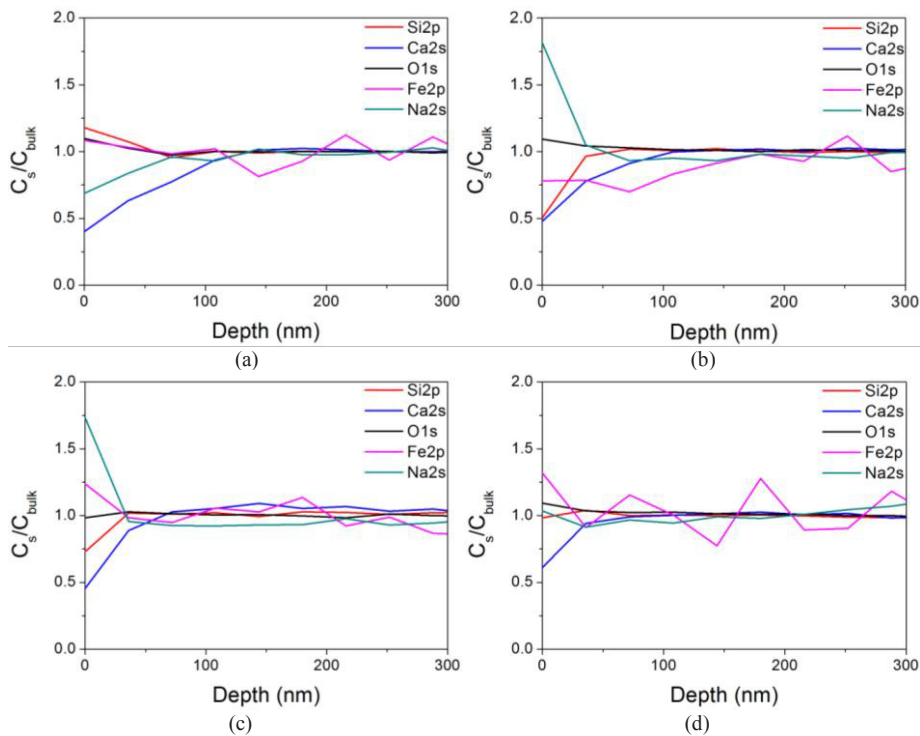 2.0
1.5
1.0
0.5
0.0
Cs/Cbulk
Si2p
Ca2s
O1s
Fe2p
Na2s
0 100 200 300
Depth (nm)
(a)
2.0
1.5
1.0
0.5
0.0
Cs/Cbulk
Si2p
Ca2s
O1s
Fe2p
Na2s
0 100 200 300
Depth (nm)
(b)
2.0
1.5
1.0
0.5
0.0
Cs/Cbulk
Si2p
Ca2s
O1s
Fe2p
Na2s
0 100 200 300
Depth (nm)
(c)
2.0
1.5
1.0
0.5
0.0
Cs/Cbulk
Si2p
Ca2s
O1s
Fe2p
Na2s
0 100 200 300
Depth (nm)
(d)